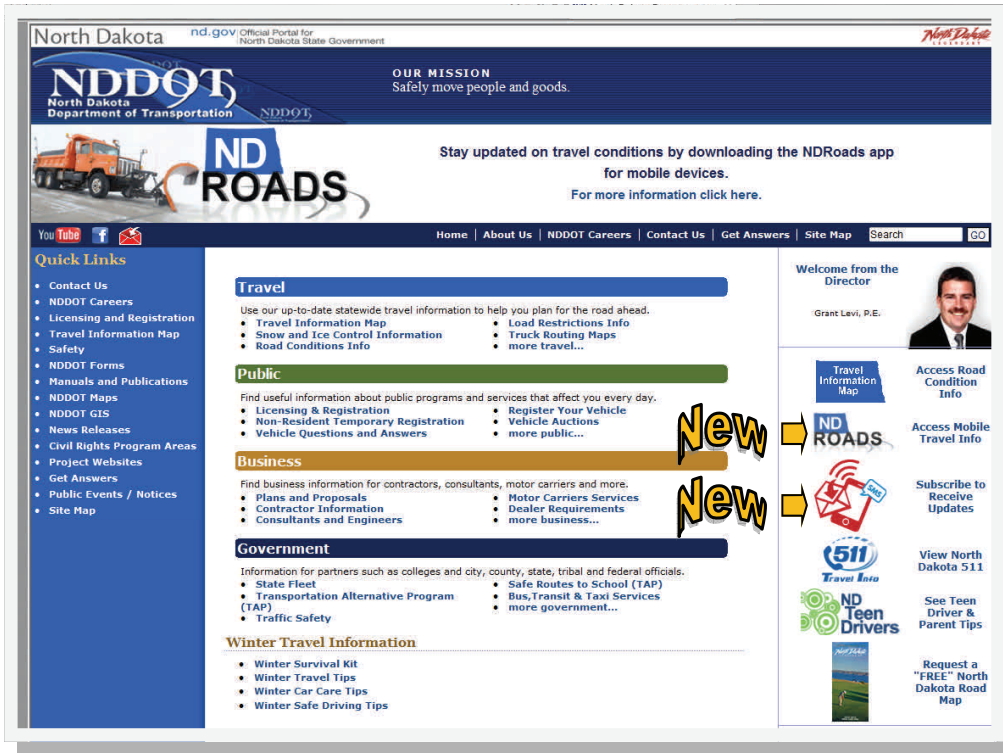 North Dakota
nd.gov Official Portal for
North Dakota State Government
North Dakota
LEGENDARY
NDDOT
North Dakota
Department of Transportation
NDDOT
OUR MISSION
Safely move people and goods.
ND
ROADS
Stay updated on travel conditions by downloading the NDRoads app
for mobile devices.
For more information click here.
You Tube f
Home | About Us | NDDOT Careers | Contact Us | Get Answers | Site Map Search GO
Quick Links
• Contact Us
• NDDOT Careers
• Licensing and Registration
• Travel Information Map
• Safety
• NDDOT Forms
• Manuals and Publications
• NDDOT Maps
• NDDOT GIS
• News Releases
• Civil Rights Program Areas
• Project Websites
• Get Answers
• Public Events / Notices
• Site Map
Travel
Use our up-to-date statewide travel information to help you plan for the road ahead.
• Travel Information Map
• Snow and Ice Control Information
• Road Conditions Info
• Load Restrictions Info
• Truck Routing Maps
• more travel...
Public
Find useful information about public programs and services that affect you every day.
• Licensing & Registration
• Non-Resident Temporary Registration
• Vehicle Questions and Answers
• Register Your Vehicle
• Vehicle Auctions
• more public...
Business
Find business information for contractors, consultants, motor carriers and more.
• Plans and Proposals
• Contractor Information
• Consultants and Engineers
• Motor Carriers Services
• Dealer Requirements
• more business...
Government
Information for partners such as colleges and city, county, state, tribal and federal officials.
• State Fleet
• Transportation Alternative Program
(TAP)
• Traffic Safety
• Safe Routes to School (TAP)
• Bus,Transit & Taxi Services
• more government...
Winter Travel Information
• Winter Survival Kit
• Winter Travel Tips
• Winter Car Care Tips
• Winter Safe Driving Tips
Welcome from the
Director
Grant Levi, P.E.
Travel
Information
Map
Access Road
Condition
Info
New
ND
ROADS
Access Mobile
Travel Info
New
SMS
Subscribe to
Receive
Updates
511
Travel Info
View North
Dakota 511
ND
Teen
Drivers
See Teen
Driver &
Parent Tips
North Dakota
Request a
"FREE" North
Dakota Road
Map